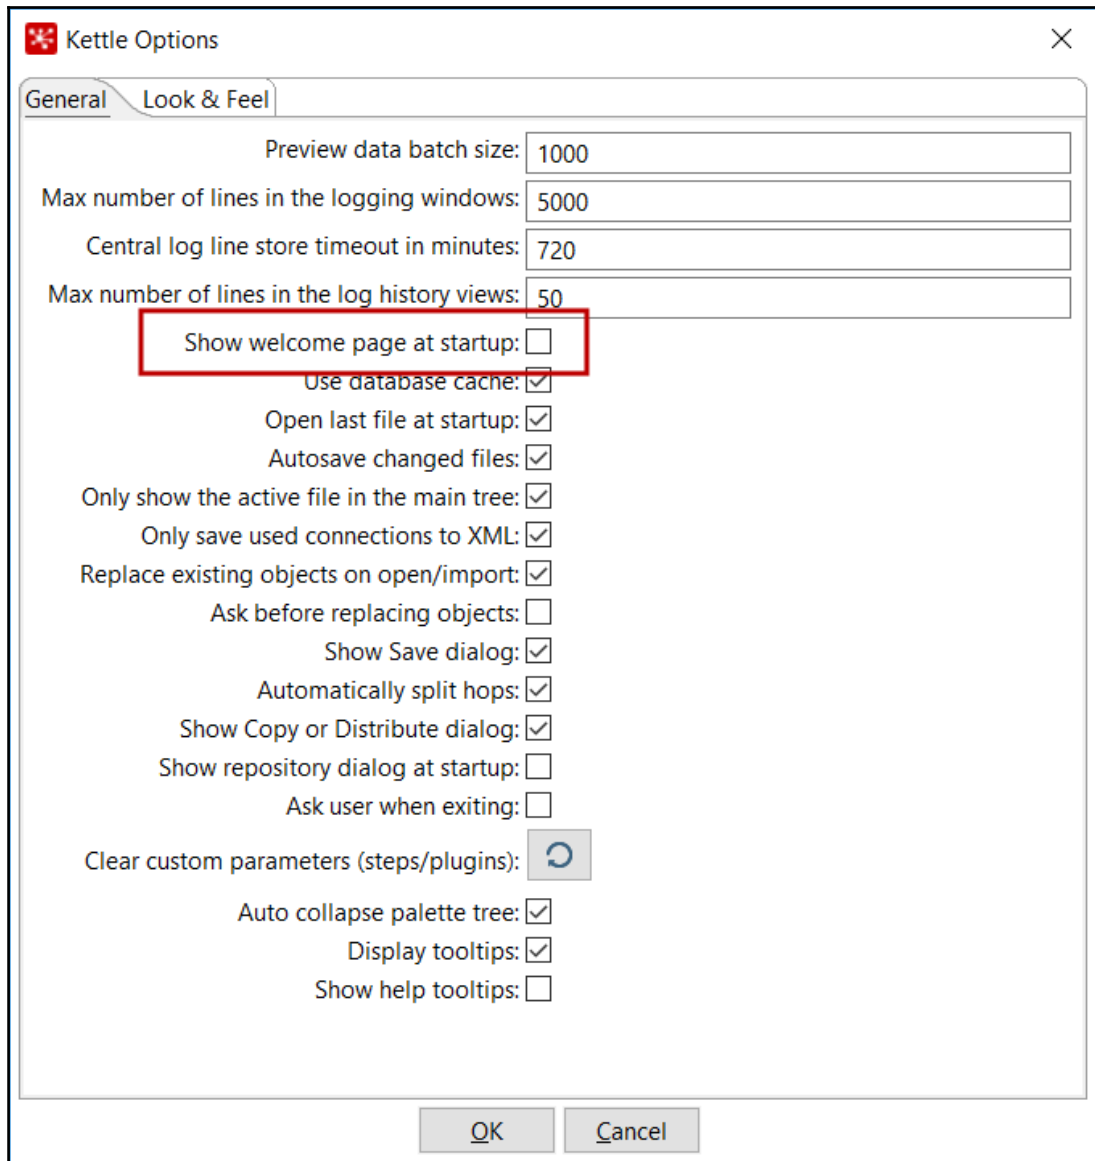 Kettle Options
General Look & Feel
Preview data batch size: 1000
Max number of lines in the logging windows: 5000
Central log line store timeout in minutes: 720
Max number of lines in the log history views: 50
Show welcome page at startup:
Use database cache:
Open last file at startup:
Autosave changed files:
Only show the active file in the main tree:
Only save used connections to XML:
Replace existing objects on open/import:
Ask before replacing objects:
Show Save dialog:
Automatically split hops:
Show Copy or Distribute dialog:
Show repository dialog at startup:
Ask user when exiting:
Clear custom parameters (steps/plugins):
Auto collapse palette tree:
Display tooltips:
Show help tooltips:
OK Cancel